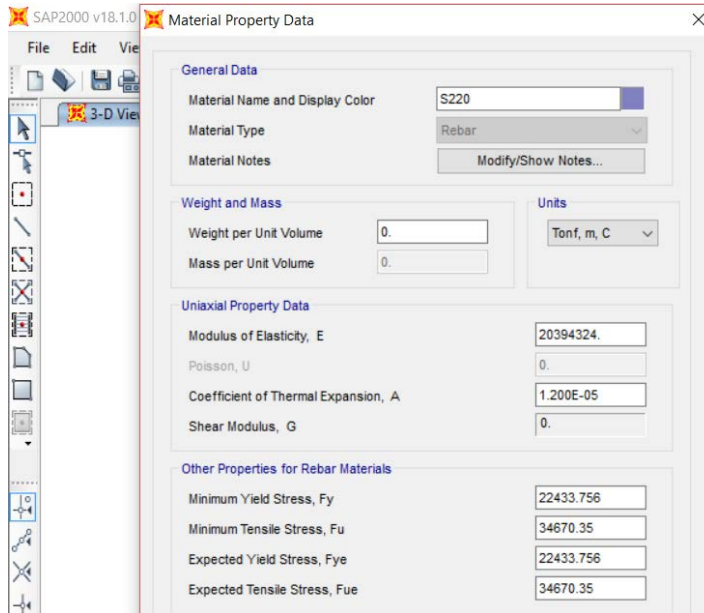 SAP2000 v18.1.0
Material Property Data
File Edit Vie
3-D View
General Data
Material Name and Display Color S220
Material Type Rebar
Material Notes Modify/Show Notes...
Weight and Mass
Units
Weight per Unit Volume 0.
Tonf, m, C
Mass per Unit Volume 0.
Uniaxial Property Data
Modulus of Elasticity, E 20394324.
Poisson, U 0.
Coefficient of Thermal Expansion, A 1.200E-05
Shear Modulus, G 0.
Other Properties for Rebar Materials
Minimum Yield Stress, Fy 22433.756
Minimum Tensile Stress, Fu 34670.35
Expected Yield Stress, Fye 22433.756
Expected Tensile Stress, Fue 34670.35